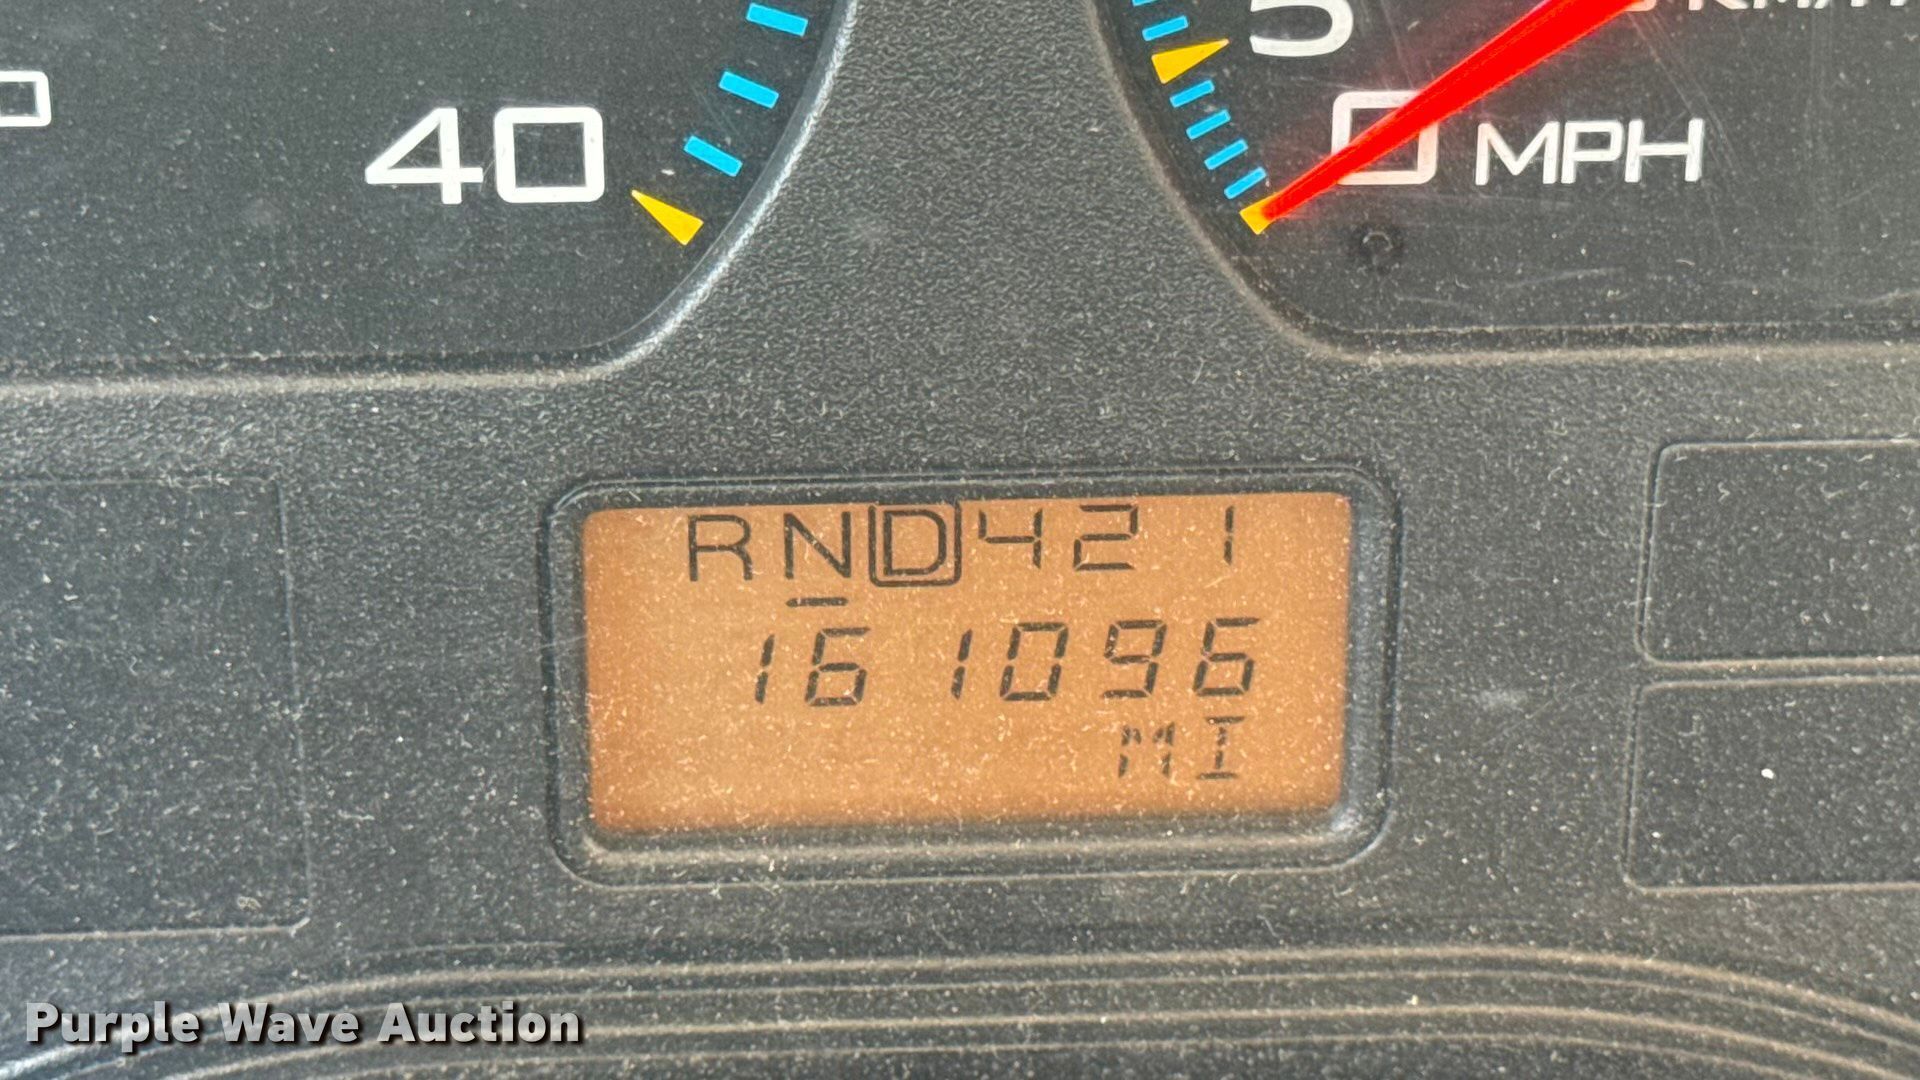 5
40
0 MPH
RND421
161096
MI
Purple Wave Auction